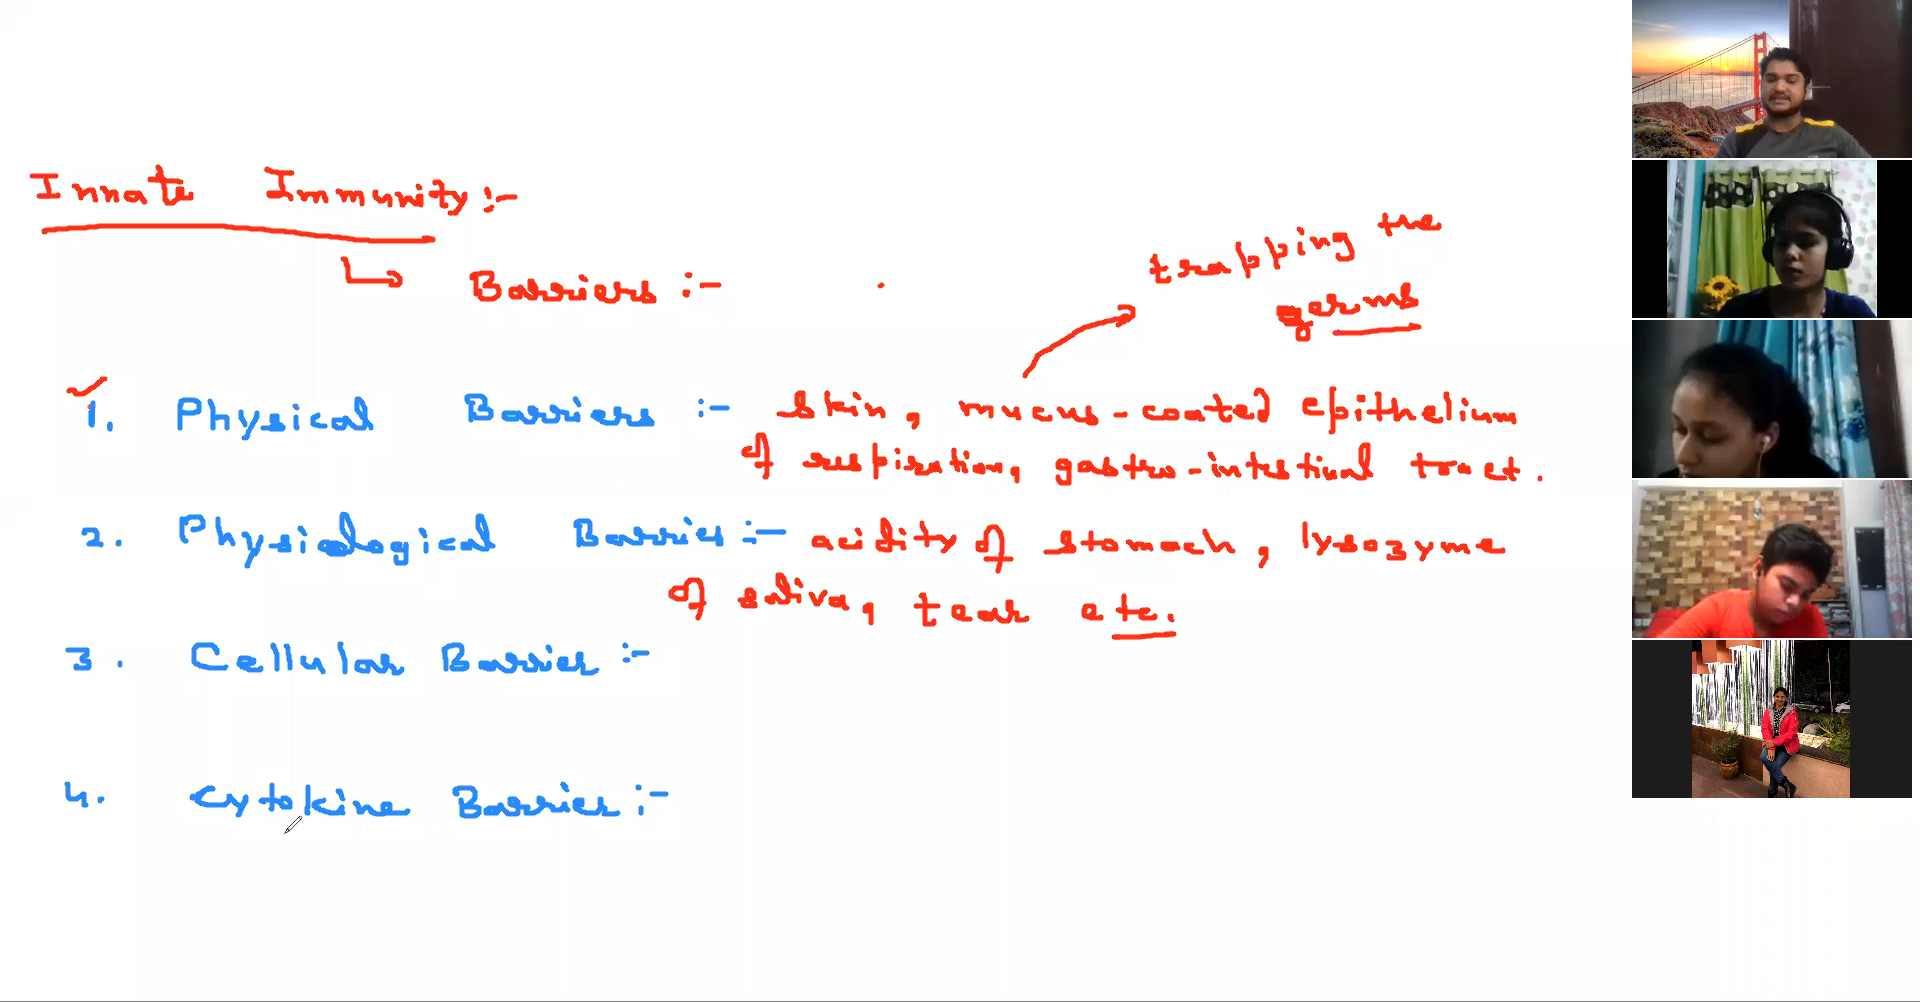 Innate Immunity :-
Barriers :-
trapping the
germs
1. Physical Barriers :- skin, mucus-coated epithelium
of respiration, gastro-intestinal tract.
2. Physiological Barrier :- acidity of stomach, lysozyme
of saliva, tear etc.
3. Cellular Barrier :-
4. Cytokine Barrier :-